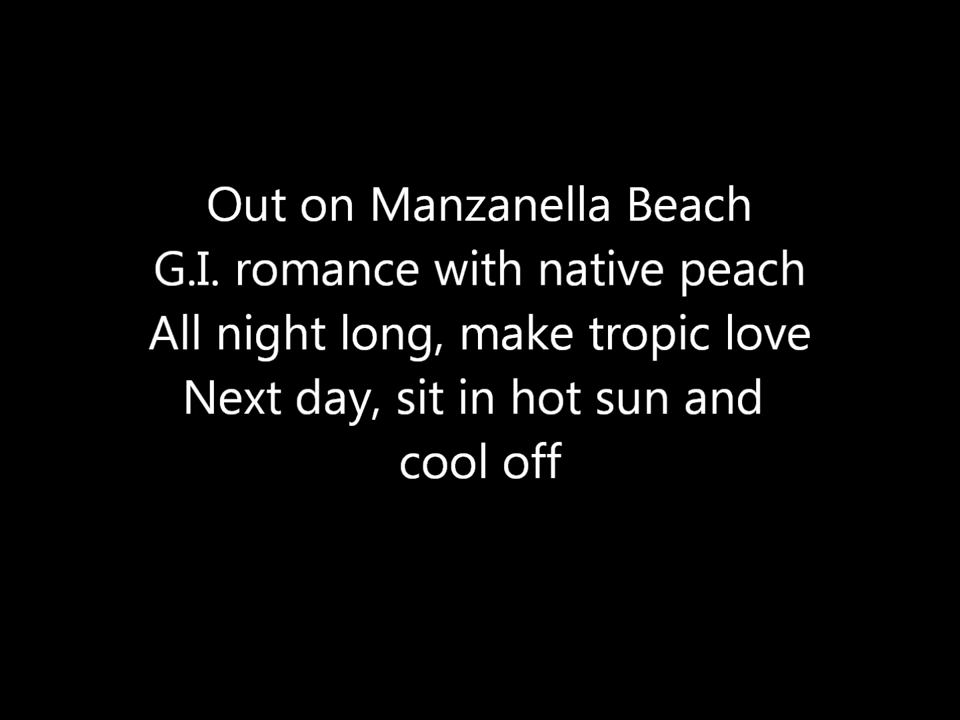 Out on Manzanella Beach
G.I. romance with native peach
All night long, make tropic love
Next day, sit in hot sun and
cool off